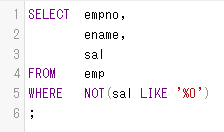 1 SELECT empno,
2 ename,
3 sal
4 FROM emp
5 WHERE NOT(sal LIKE '%0')
6 ;